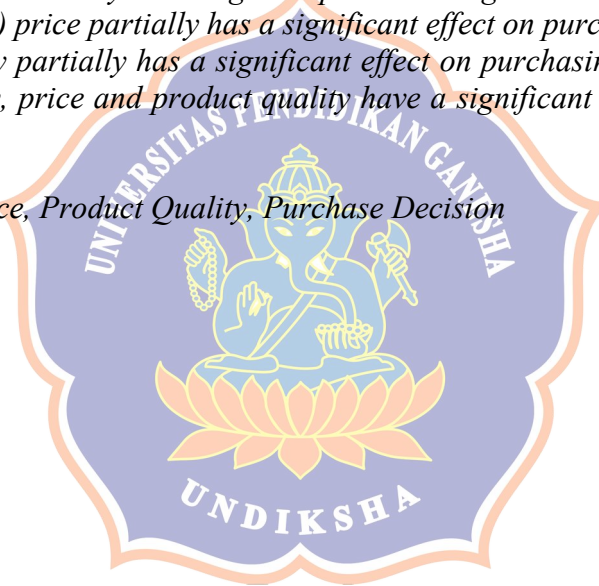 ) price partially has a significant effect on purc
y partially has a significant effect on purchasin
, price and product quality have a significant
UNIVERSITAS PENDIDIKAN GANESHA
ce, Product Quality, Purchase Decision
UNDIKSHA